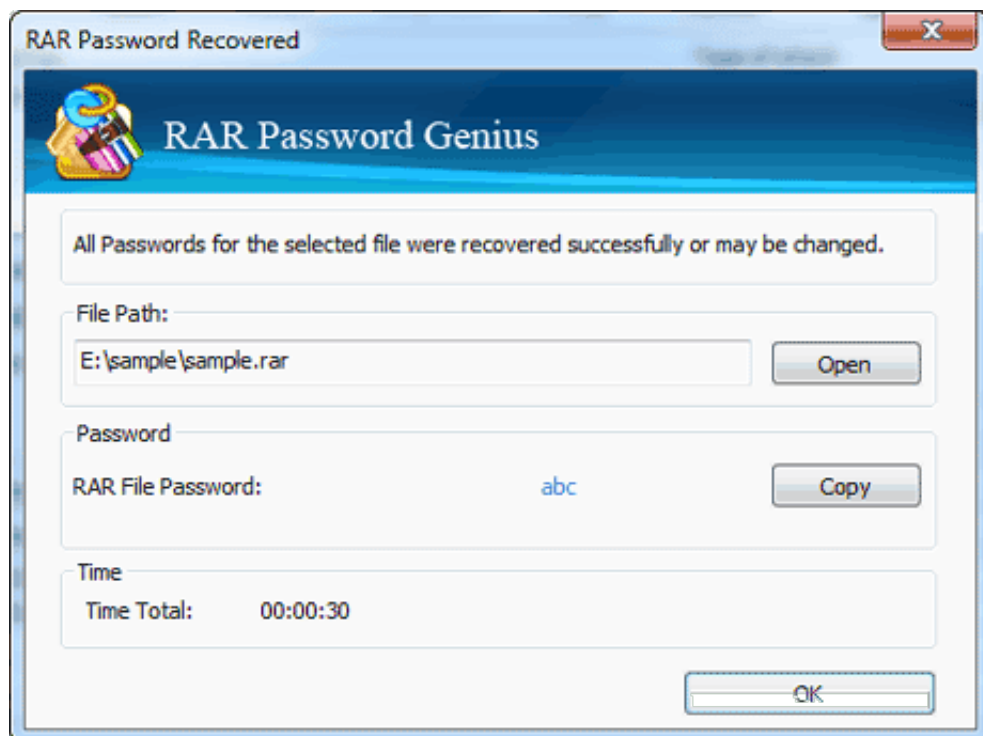 RAR Password Recovered
RAR Password Genius
All Passwords for the selected file were recovered successfully or may be changed.
File Path:
E:\sample\sample.rar
Open
Password
RAR File Password:
abc
Copy
Time
Time Total:
00:00:30
OK